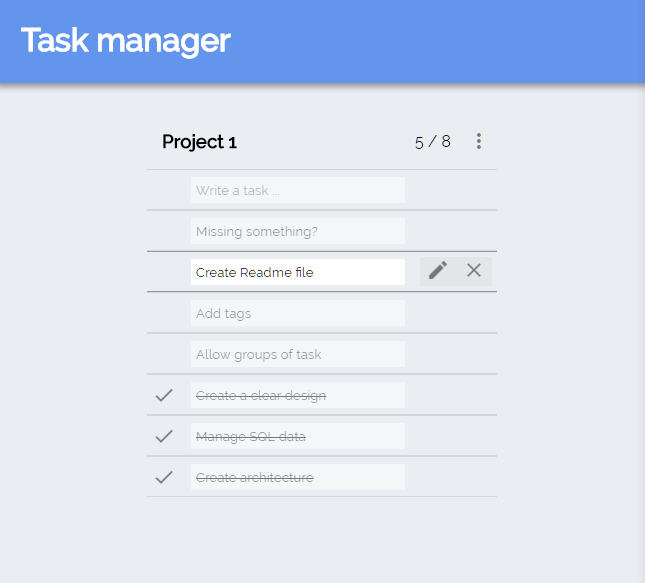 Task manager
Project 1 5 / 8
Write a task ...
Missing something?
Create Readme file
Add tags
Allow groups of task
Create a clear design
Manage SQL data
Create architecture